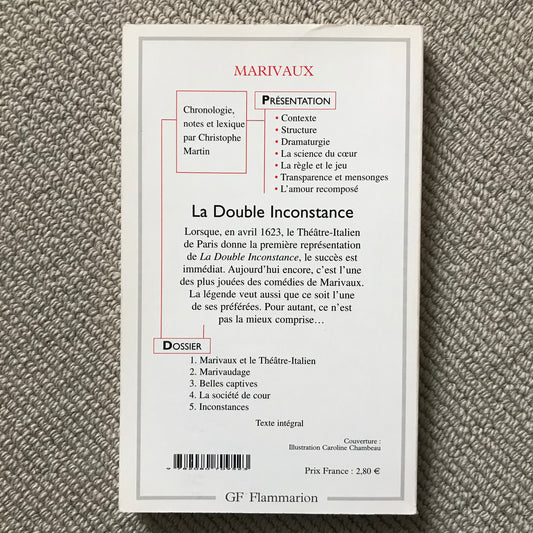 MARIVAUX
PRÉSENTATION
Chronologie,
notes et lexique
par Christophe
Martin
• Contexte
• Structure
• Dramaturgie
• La science du cœur
• La règle et le jeu
• Transparence et mensonges
• L'amour recomposé
La Double Inconstance
Lorsque, en avril 1623, le Théâtre-Italien
de Paris donne la première représentation
de La Double Inconstance, le succès est
immédiat. Aujourd'hui encore, c'est l'une
des plus jouées des comédies de Marivaux.
La légende veut aussi que ce soit l'une
de ses préférées. Pour autant, ce n'est
pas la mieux comprise…
DOSSIER
1. Marivaux et le Théâtre-Italien
2. Marivaudage
3. Belles captives
4. La société de cour
5. Inconstances
Texte intégral
Couverture :
Illustration Caroline Chambeau
Prix France : 2,80 €
GF Flammarion